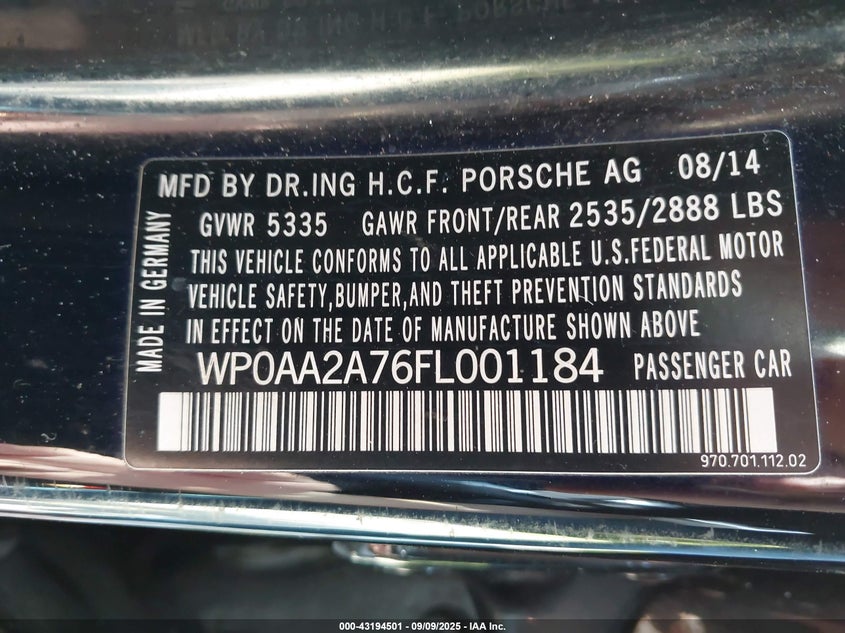 MFD BY DR.ING H.C.F. PORSCHE AG 08/14
GVWR 5335 GAWR FRONT/REAR 2535/2888 LBS
THIS VEHICLE CONFORMS TO ALL APPLICABLE U.S.FEDERAL MOTOR
VEHICLE SAFETY,BUMPER,AND THEFT PREVENTION STANDARDS
IN EFFECT ON THE DATE OF MANUFACTURE SHOWN ABOVE
WP0AA2A76FL001184 PASSENGER CAR
970.701.112.02
MADE IN GERMANY
000-43194501 - 09/09/2025 - IAA Inc.